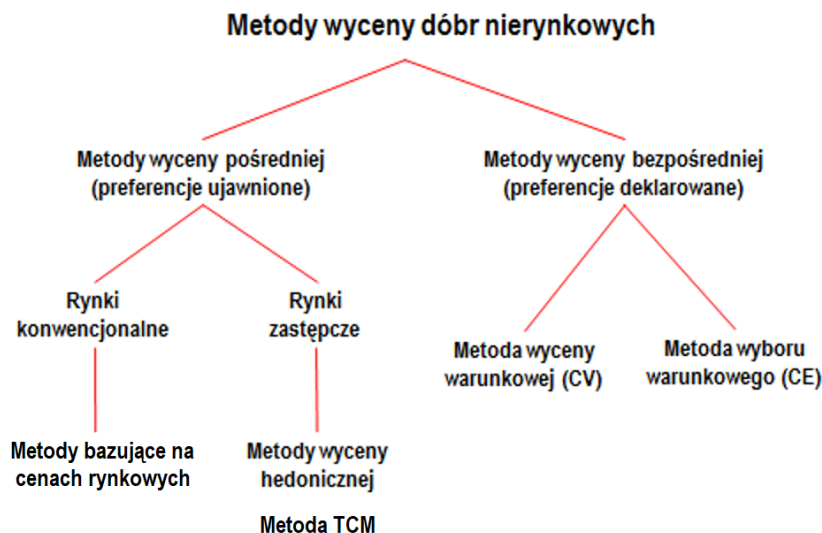 Metody wyceny dóbr nierynkowych
Metody wyceny pośredniej
(preferencje ujawnione)
Metody wyceny bezpośredniej
(preferencje deklarowane)
Rynki
konwencjonalne
Rynki
zastępcze
Metoda wyceny
warunkowej (CV)
Metoda wyboru
warunkowego (CE)
Metody bazujące na
cenach rynkowych
Metody wyceny
hedonicznej
Metoda TCM